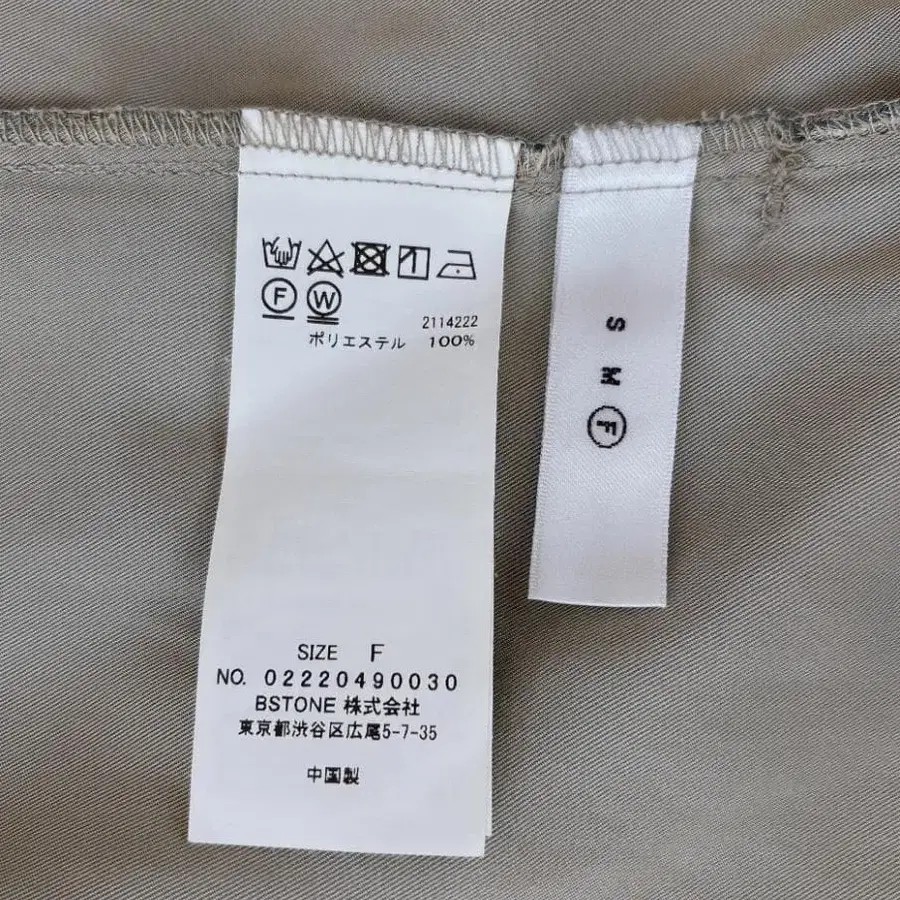 F W
2114222
ポリエステル 100%
SIZE F
NO. 02220490030
BSTONE 株式会社
東京都渋谷区広尾5-7-35
中国製
S M F